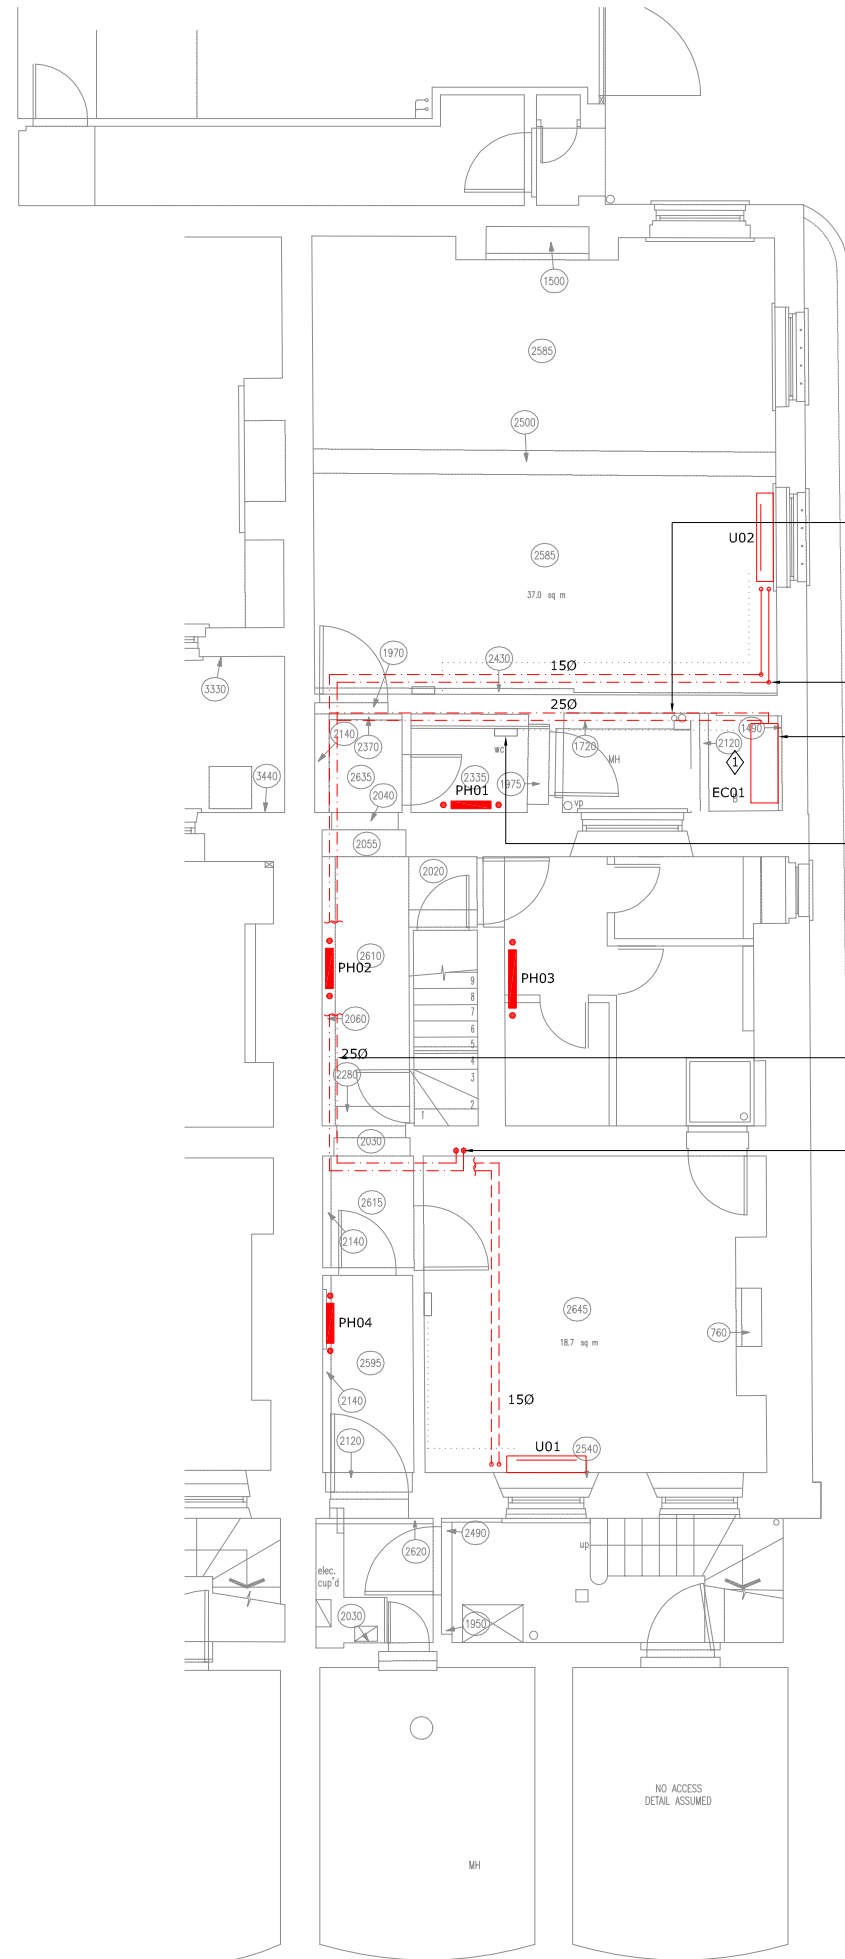 1500
2585
2500
U02
2585
37.0 sq m
1970
2430
15Ø
3330
25Ø
2140
2370
1490
wc
1720
2120
MH
1
3440
2635
2335
1975
PH01
EC01
2040
vp
B
2055
2020
2610
PH02
PH03
9
8
2060
7
6
25Ø
5
4
2280
3
2
1
2030
2615
2140
2645
PH04
760
18.7 sq m
2595
2140
15Ø
2120
U01
2540
2490
2620
up
elec.
cup'd
2030
1950
NO ACCESS
DETAIL ASSUMED
MH